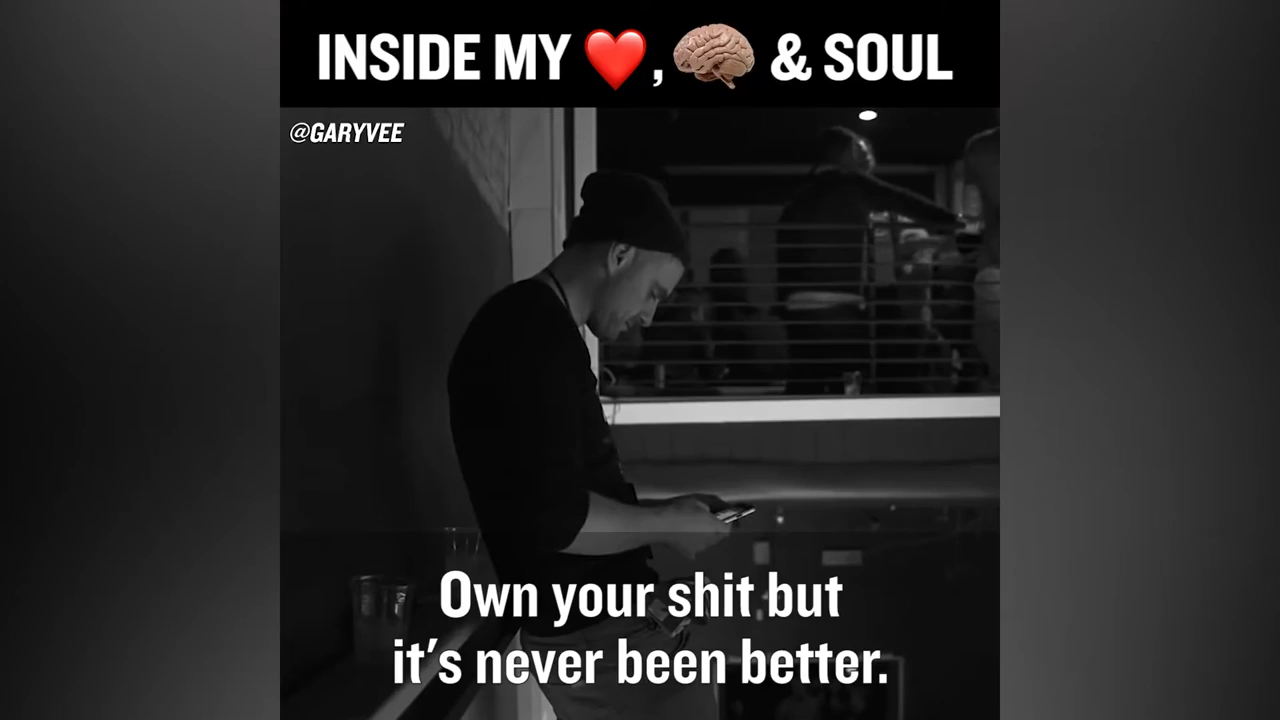 INSIDE MY ❤️, 🧠 & SOUL
@GARYVEE
Own your shit but
it's never been better.